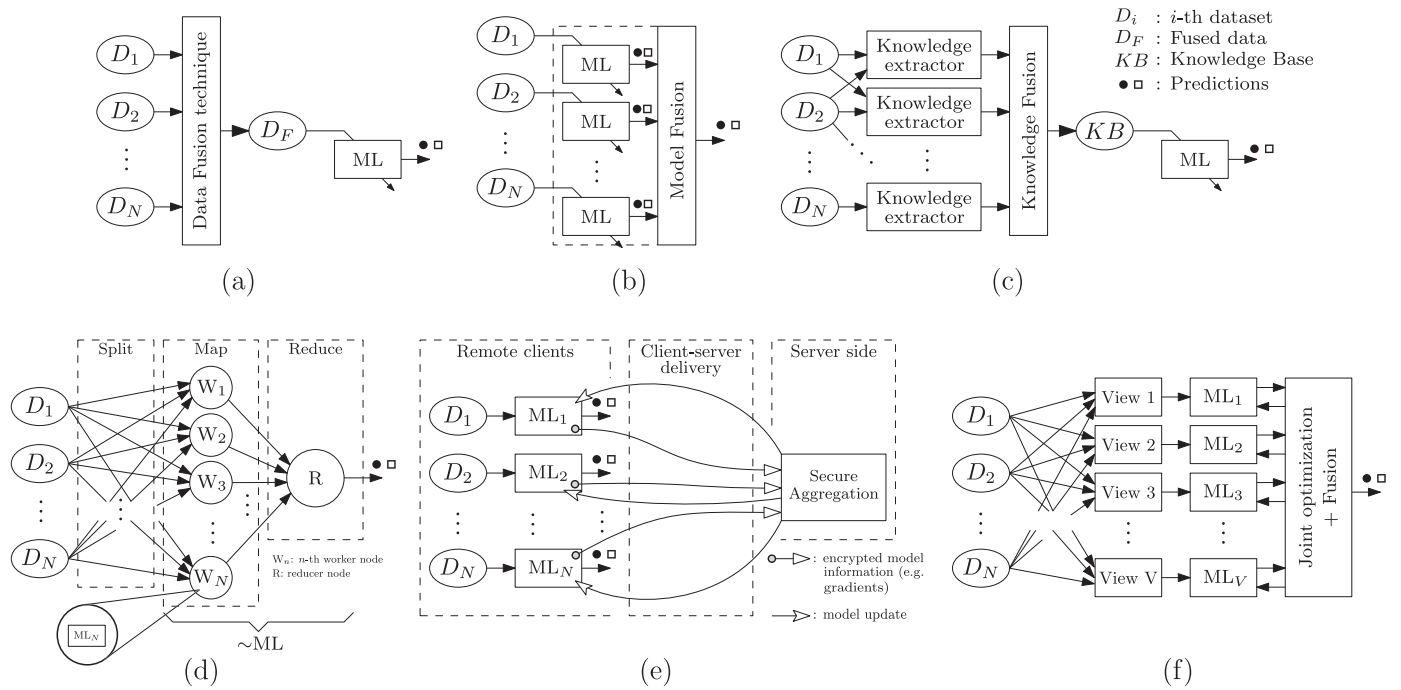 D_1
D_2
⋮
D_N
Data Fusion technique
D_F
ML
(a)
D_1
D_2
⋮
D_N
ML
ML
⋮
ML
Model Fusion
(b)
D_1
D_2
⋮
D_N
Knowledge
extractor
Knowledge
extractor
⋮
Knowledge
extractor
Knowledge Fusion
KB
ML
(c)
D_i : i-th dataset
D_F : Fused data
KB : Knowledge Base
● □ : Predictions
Split
Map
Reduce
D_1
D_2
⋮
D_N
W_1
W_2
W_3
⋮
W_N
R
W_n: n-th worker node
R: reducer node
ML_N
∼ML
(d)
Remote clients
Client-server
delivery
Server side
D_1
D_2
⋮
D_N
ML_1
ML_2
⋮
ML_N
Secure
Aggregation
: encrypted model
information (e.g.
gradients)
: model update
(e)
D_1
D_2
⋮
D_N
View 1
View 2
View 3
⋮
View V
ML_1
ML_2
ML_3
⋮
ML_V
Joint optimization
+ Fusion
(f)